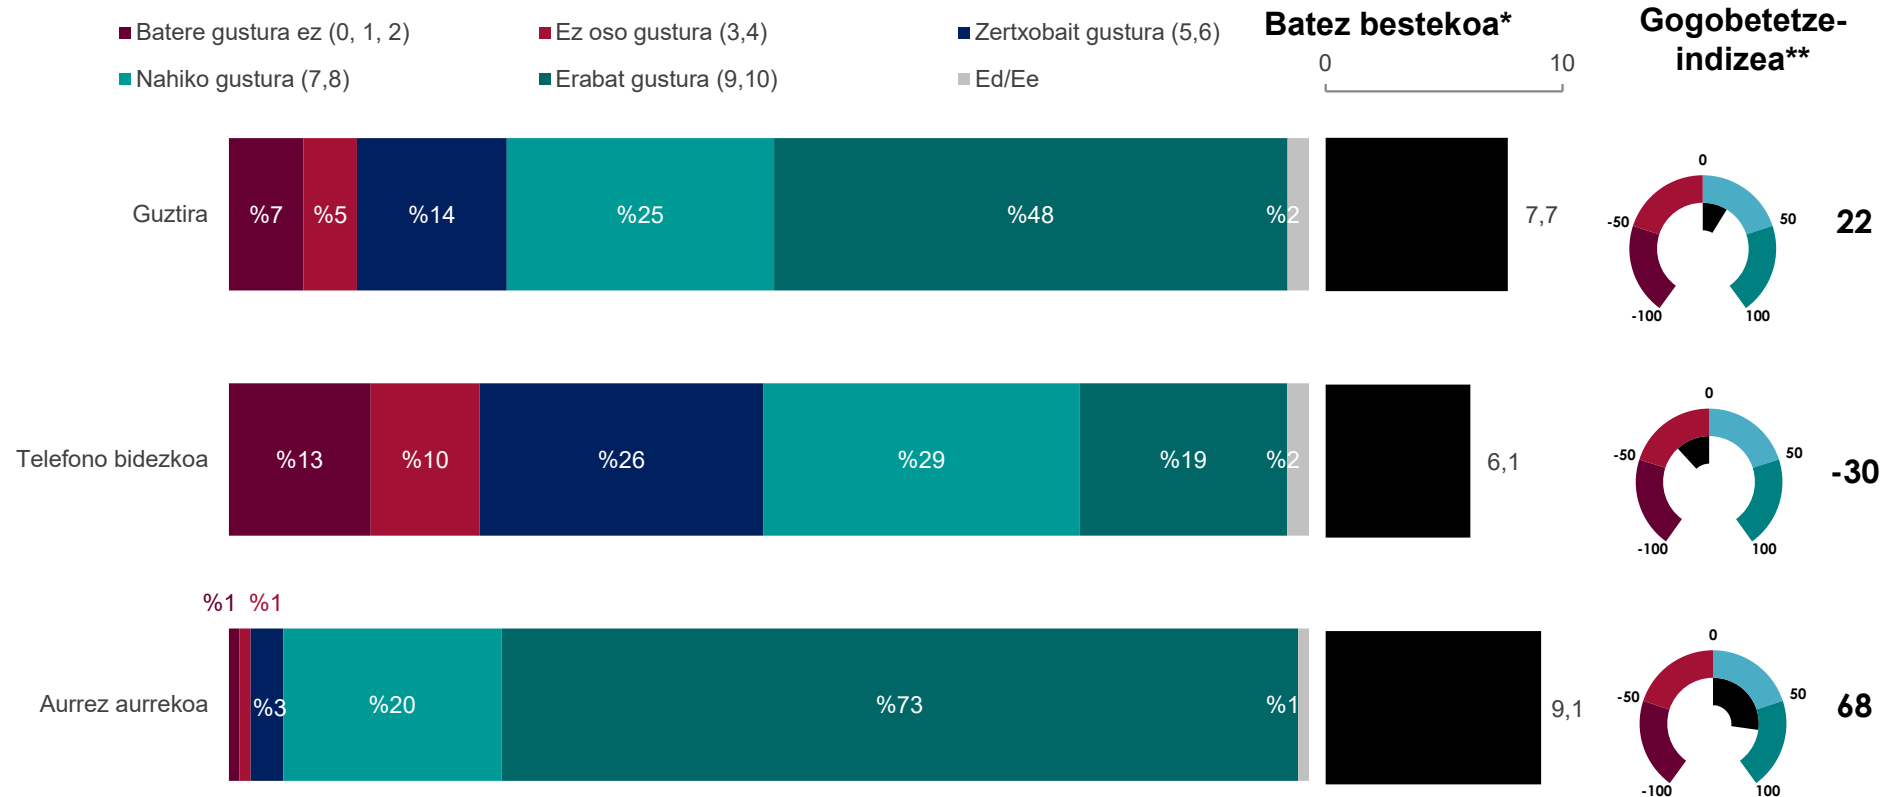 Batere gustura ez (0, 1, 2)
Ez oso gustura (3,4)
Zertxobait gustura (5,6)
Nahiko gustura (7,8)
Erabat gustura (9,10)
Ed/Ee
Batez bestekoa*
0 10
Gogobetetze-
indizea**
Guztira
%7 %5 %14 %25 %48 %2
7,7
0
-50 50
-100 100
22
Telefono bidezkoa
%13 %10 %26 %29 %19 %2
6,1
0
-50 50
-100 100
-30
%1 %1
Aurrez aurrekoa
%3 %20 %73 %1
9,1
0
-50 50
-100 100
68